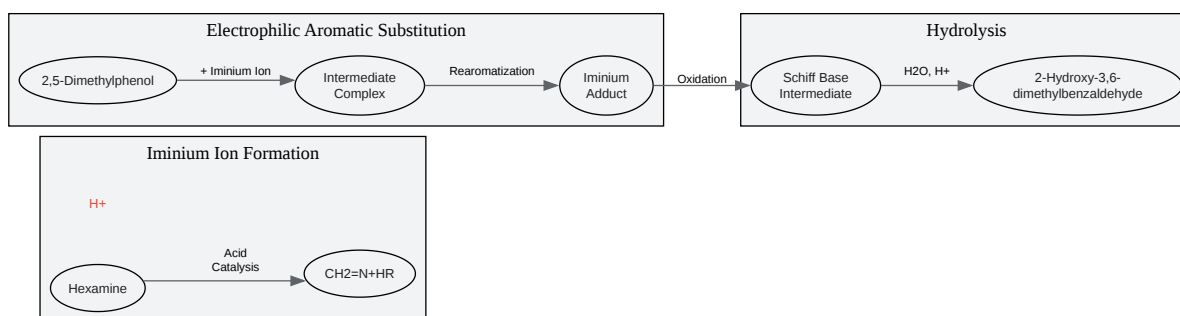 Electrophilic Aromatic Substitution
2,5-Dimethylphenol
+ Iminium Ion
Intermediate
Complex
Rearomatization
Iminium
Adduct
Oxidation
Hydrolysis
Schiff Base
Intermediate
H2O, H+
2-Hydroxy-3,6-
dimethylbenzaldehyde
Iminium Ion Formation
H+
Hexamine
Acid
Catalysis
CH2=N+HR